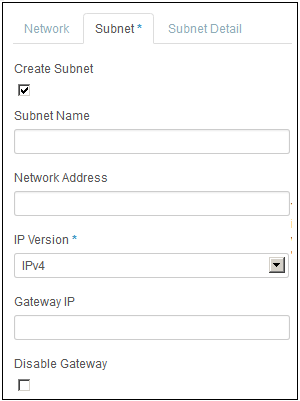 Network Subnet * Subnet Detail
Create Subnet
Subnet Name
Network Address
IP Version *
IPv4
Gateway IP
Disable Gateway